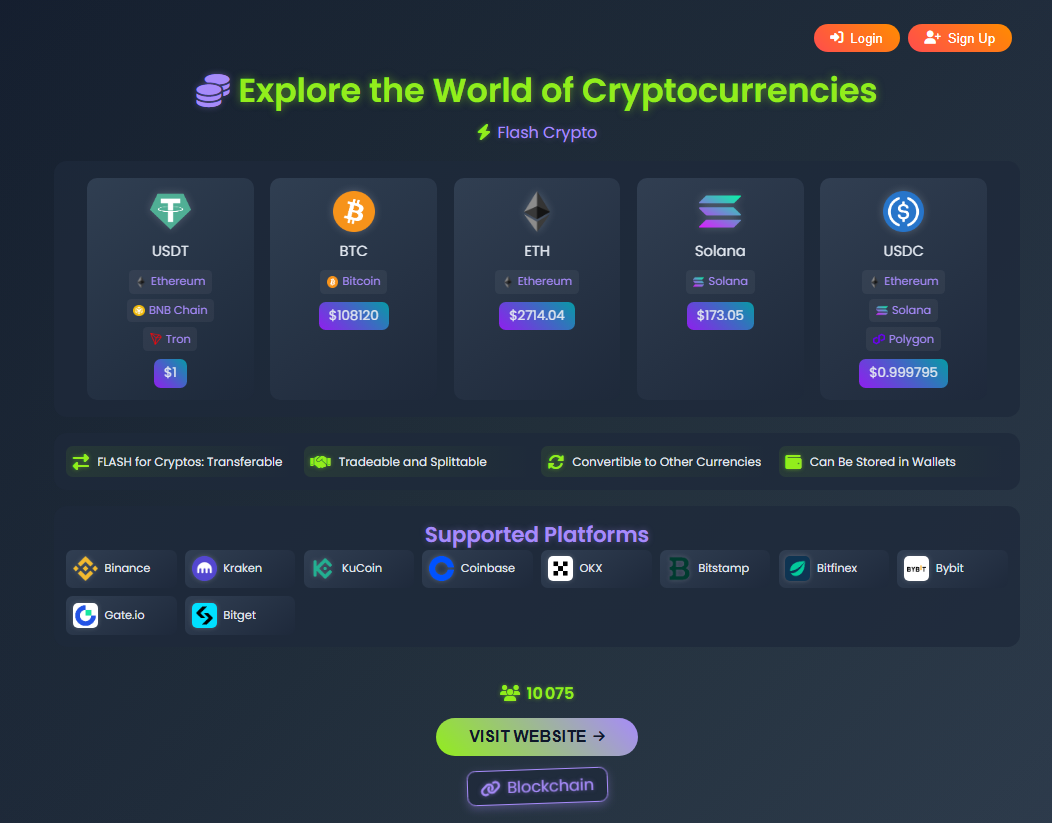 Login
Sign Up
Explore the World of Cryptocurrencies
Flash Crypto
USDT
Ethereum
BNB Chain
Tron
$1
BTC
Bitcoin
$108120
ETH
Ethereum
$2714.04
Solana
Solana
$173.05
USDC
Ethereum
Solana
Polygon
$0.999795
FLASH for Cryptos: Transferable
Tradeable and Splittable
Convertible to Other Currencies
Can Be Stored in Wallets
Supported Platforms
Binance
Kraken
KuCoin
Coinbase
OKX
Bitstamp
Bitfinex
BYBIT
Bybit
Gate.io
Bitget
10 075
VISIT WEBSITE →
Blockchain